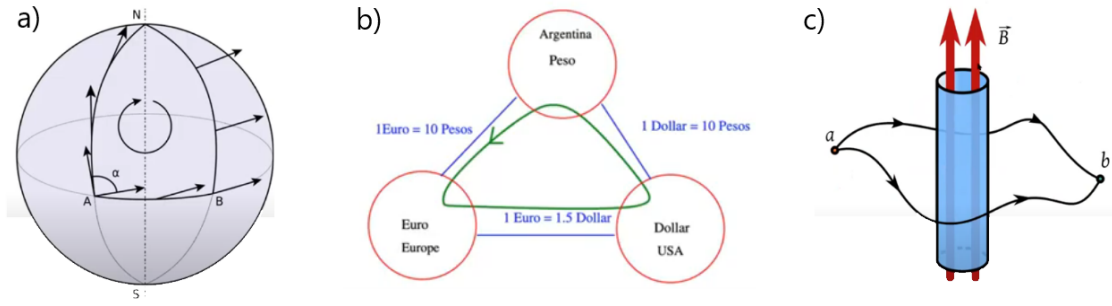 a)
N
α
A
B
S
b)
Argentina
Peso
1Euro = 10 Pesos
1 Dollar = 10 Pesos
1 Euro = 1.5 Dollar
Euro
Europe
Dollar
USA
c)
B⃗
a
b